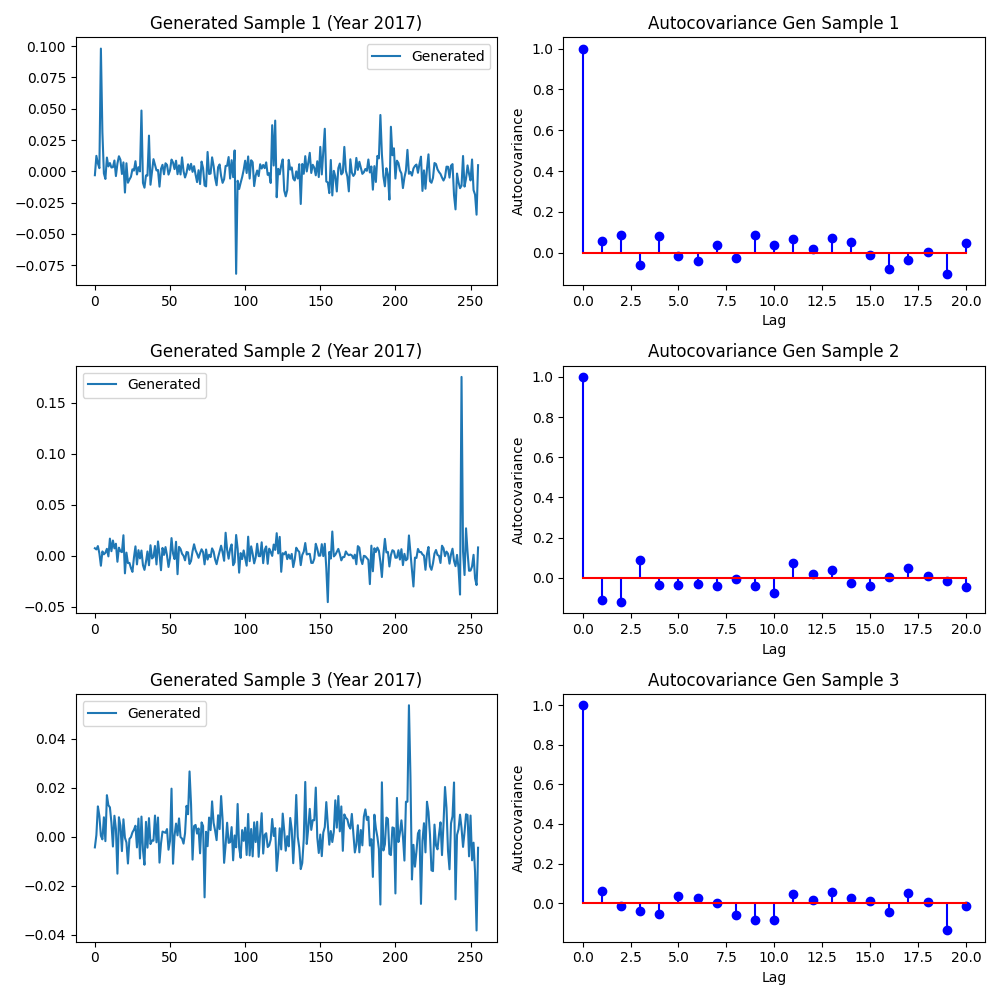 Generated Sample 1 (Year 2017)
Generated
0.100
0.075
0.050
0.025
0.000
−0.025
−0.050
−0.075
0 50 100 150 200 250
Autocovariance Gen Sample 1
Autocovariance
1.0
0.8
0.6
0.4
0.2
0.0
0.0 2.5 5.0 7.5 10.0 12.5 15.0 17.5 20.0
Lag
Generated Sample 2 (Year 2017)
Generated
0.15
0.10
0.05
0.00
−0.05
0 50 100 150 200 250
Autocovariance Gen Sample 2
Autocovariance
1.0
0.8
0.6
0.4
0.2
0.0
0.0 2.5 5.0 7.5 10.0 12.5 15.0 17.5 20.0
Lag
Generated Sample 3 (Year 2017)
Generated
0.04
0.02
0.00
−0.02
−0.04
0 50 100 150 200 250
Autocovariance Gen Sample 3
Autocovariance
1.0
0.8
0.6
0.4
0.2
0.0
0.0 2.5 5.0 7.5 10.0 12.5 15.0 17.5 20.0
Lag